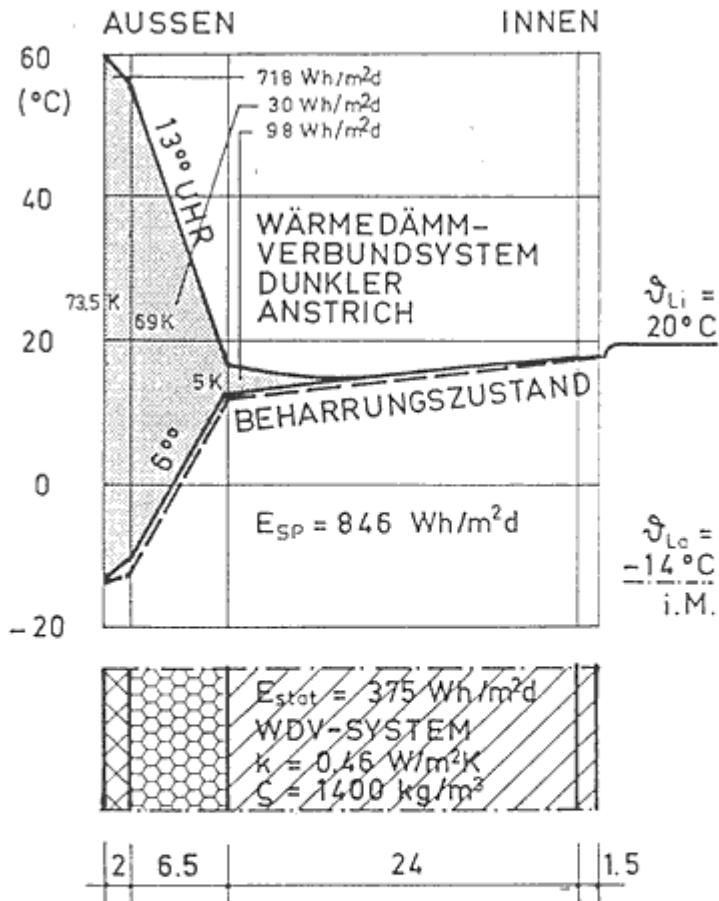 AUSSEN
INNEN
60
(°C)
718 Wh/m²d
30 Wh/m²d
98 Wh/m²d
13⁰⁰ UHR
40
WÄRMEDÄMM-
VERBUNDSYSTEM
DUNKLER
ANSTRICH
73.5 K
69K
ϑLi =
20°C
20
5K
BEHARRUNGSZUSTAND
6⁰⁰
0
ESP = 846 Wh/m²d
ϑLa =
-14°C
i.M.
-20
Estat = 375 Wh/m²d
WDV-SYSTEM
k = 0.46 W/m²K
ς = 1400 kg/m³
2
6.5
24
1.5